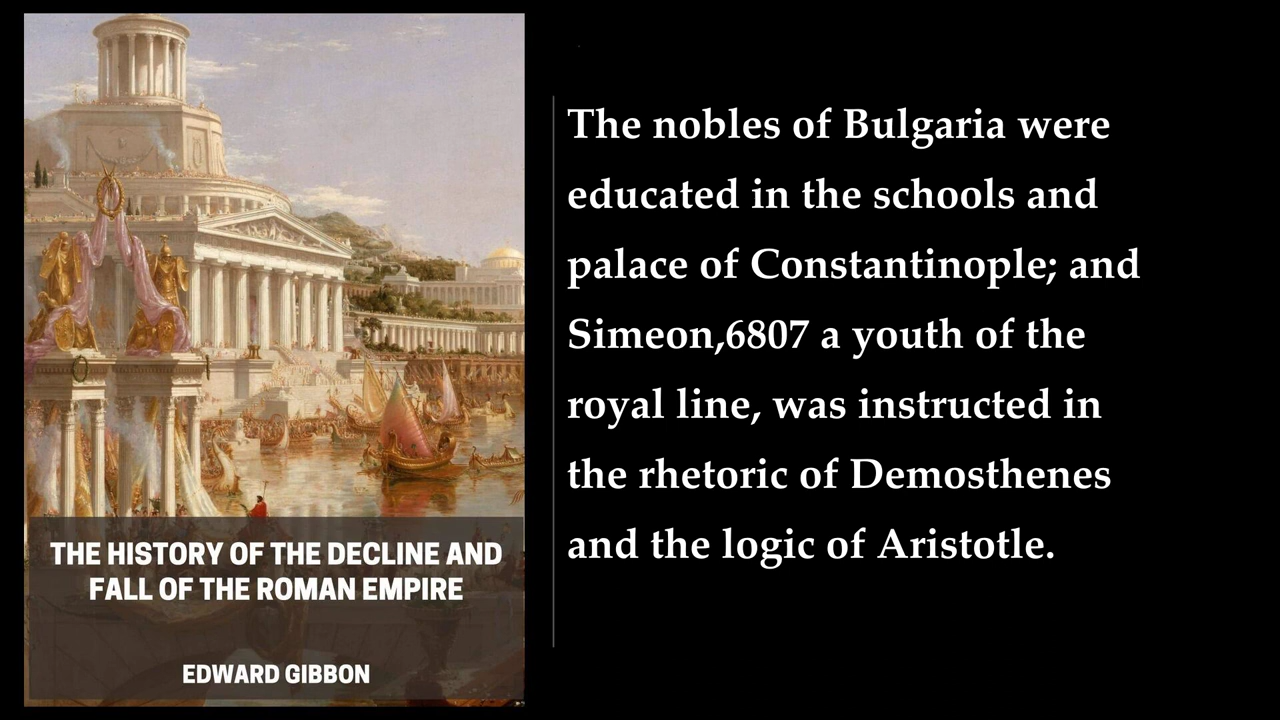 THE HISTORY OF THE DECLINE AND
FALL OF THE ROMAN EMPIRE
EDWARD GIBBON
The nobles of Bulgaria were
educated in the schools and
palace of Constantinople; and
Simeon,6807 a youth of the
royal line, was instructed in
the rhetoric of Demosthenes
and the logic of Aristotle.